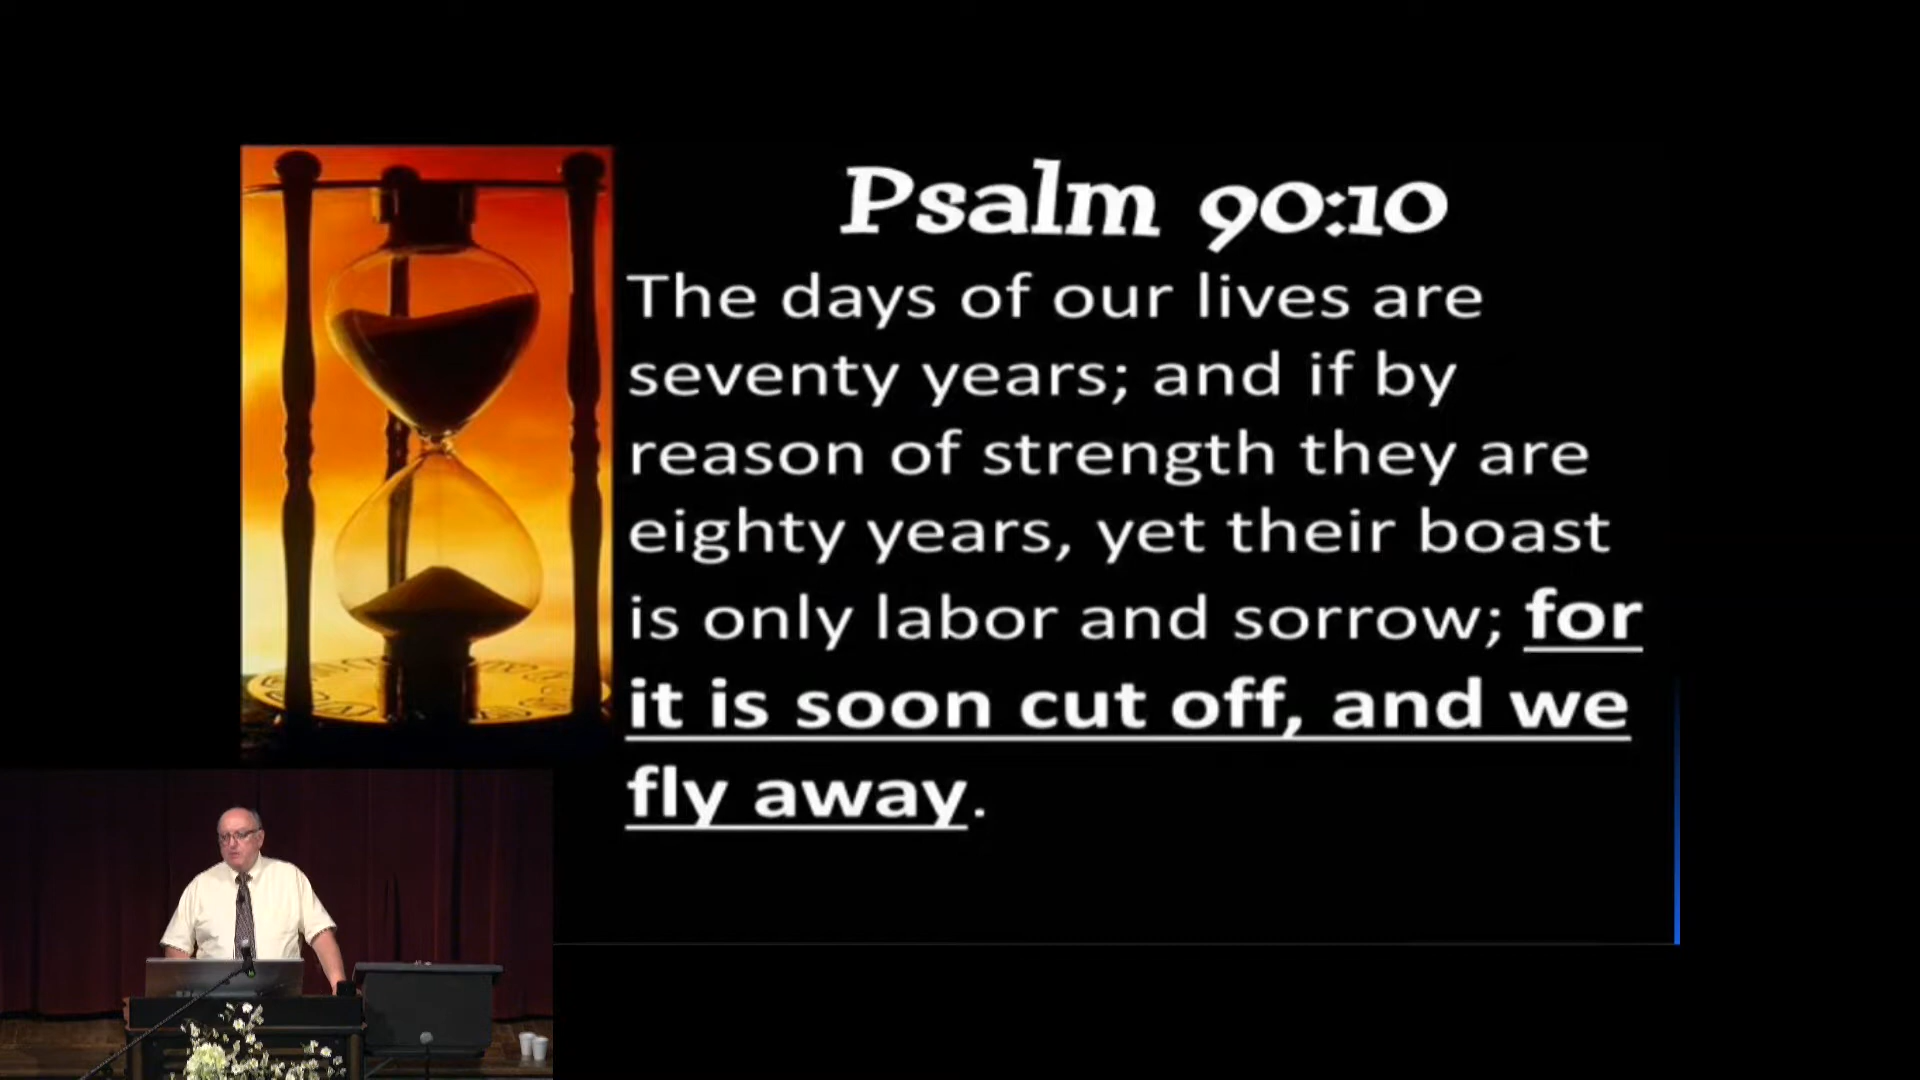 Psalm 90:10
The days of our lives are
seventy years; and if by
reason of strength they are
eighty years, yet their boast
is only labor and sorrow; for
it is soon cut off, and we
fly away.